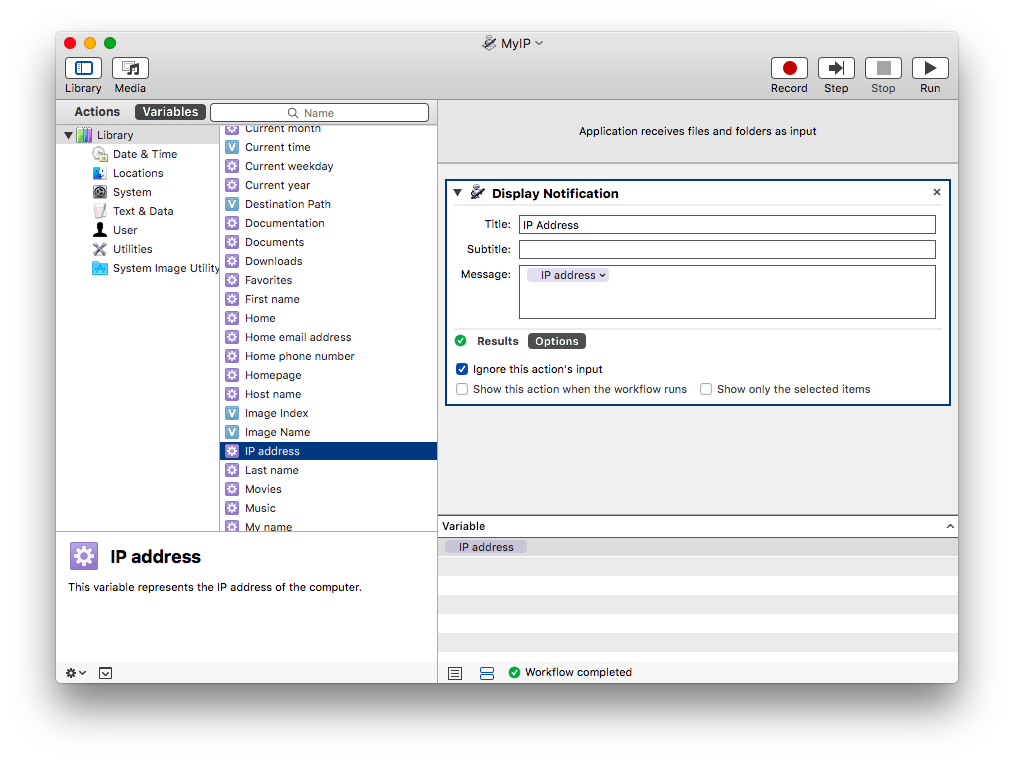 MyIP
Library
Media
Record
Step
Stop
Run
Actions
Variables
Name
Library
Date & Time
Locations
System
Text & Data
User
Utilities
System Image Utility
Current month
Current time
Current weekday
Current year
Destination Path
Documentation
Documents
Downloads
Favorites
First name
Home
Home email address
Home phone number
Homepage
Host name
Image Index
Image Name
IP address
Last name
Movies
Music
My name
IP address
This variable represents the IP address of the computer.
Application receives files and folders as input
Display Notification
Title: IP Address
Subtitle:
Message: IP address
Results Options
Ignore this action's input
Show this action when the workflow runs Show only the selected items
Variable
IP address
Workflow completed